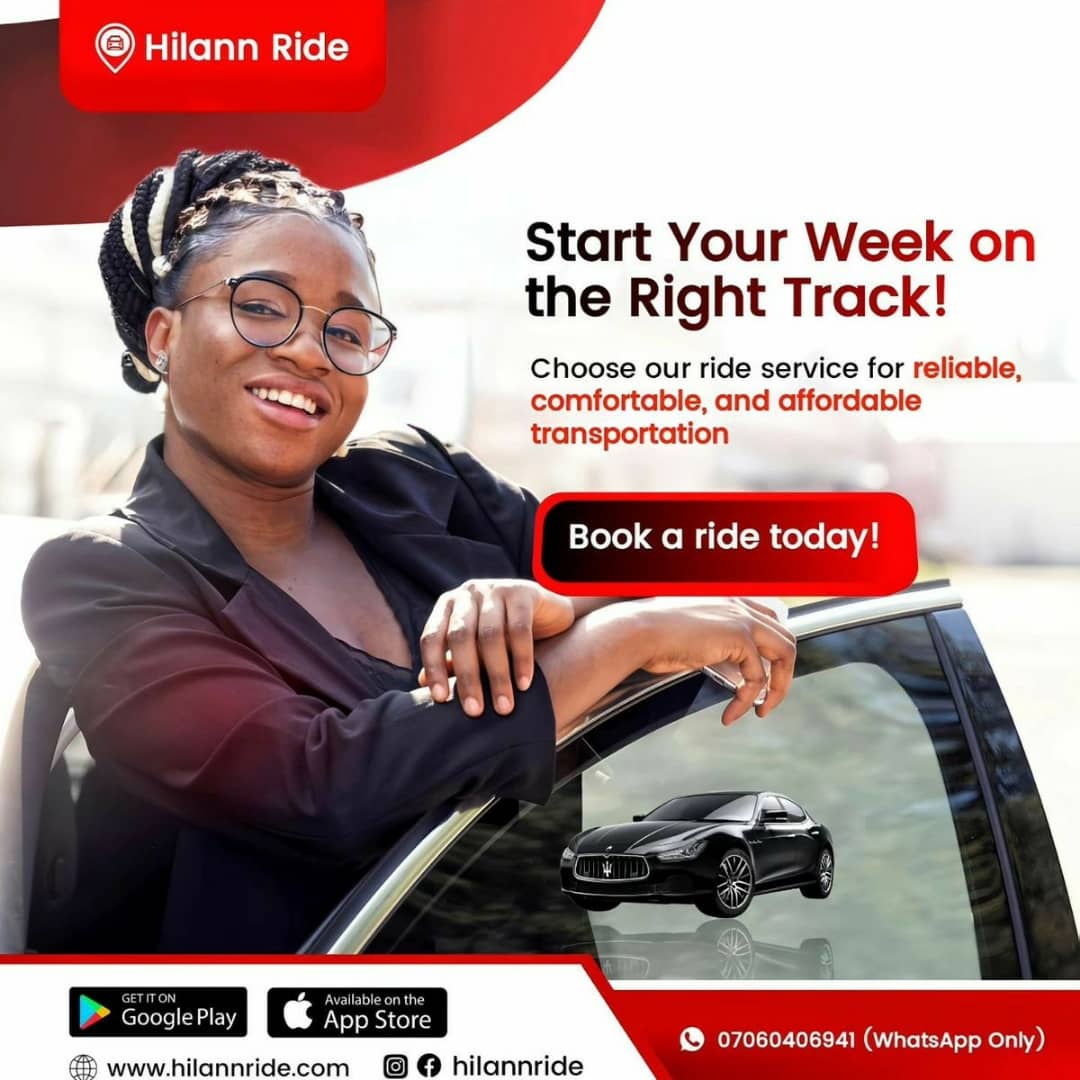 Hilann Ride
Start Your Week on
the Right Track!
Choose our ride service for reliable,
comfortable, and affordable
transportation
Book a ride today!
GET IT ON
Google Play
Available on the
App Store
07060406941 (WhatsApp Only)
www.hilannride.com
hilannride